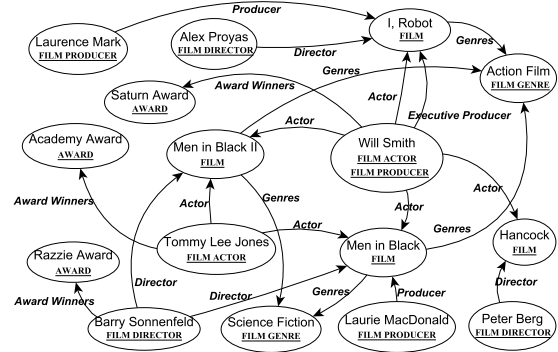 Producer
I, Robot
FILM
Laurence Mark
FILM PRODUCER
Alex Proyas
FILM DIRECTOR
Director
Genres
Action Film
FILM GENRE
Saturn Award
AWARD
Award Winners
Genres
Actor
Executive Producer
Academy Award
AWARD
Men in Black II
FILM
Actor
Will Smith
FILM ACTOR
FILM PRODUCER
Award Winners
Actor
Genres
Actor
Actor
Tommy Lee Jones
FILM ACTOR
Actor
Men in Black
FILM
Genres
Hancock
FILM
Razzie Award
AWARD
Award Winners
Director
Director
Genres
Producer
Director
Barry Sonnenfeld
FILM DIRECTOR
Science Fiction
FILM GENRE
Laurie MacDonald
FILM PRODUCER
Peter Berg
FILM DIRECTOR